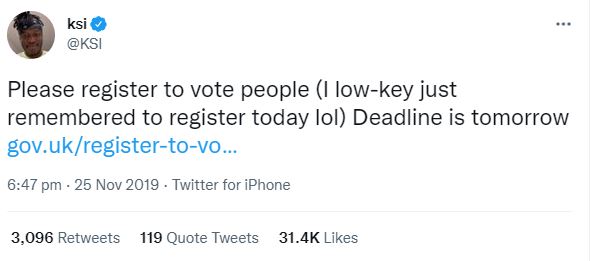 ksi
@KSI
Please register to vote people (I low-key just
remembered to register today lol) Deadline is tomorrow
gov.uk/register-to-vo...
6:47 pm · 25 Nov 2019 · Twitter for iPhone
3,096 Retweets 119 Quote Tweets 31.4K Likes